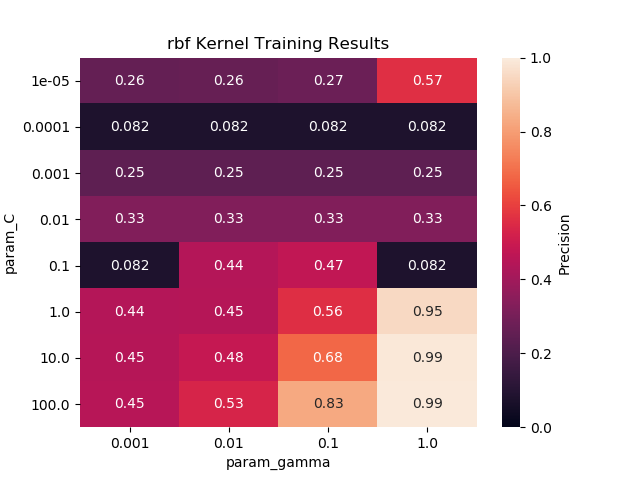 rbf Kernel Training Results
1e-05 0.26 0.26 0.27 0.57
0.0001 0.082 0.082 0.082 0.082
0.001 0.25 0.25 0.25 0.25
0.01 0.33 0.33 0.33 0.33
0.1 0.082 0.44 0.47 0.082
1.0 0.44 0.45 0.56 0.95
10.0 0.45 0.48 0.68 0.99
100.0 0.45 0.53 0.83 0.99
0.001 0.01 0.1 1.0
param_gamma
param_C
1.0
0.8
0.6
0.4
0.2
0.0
Precision